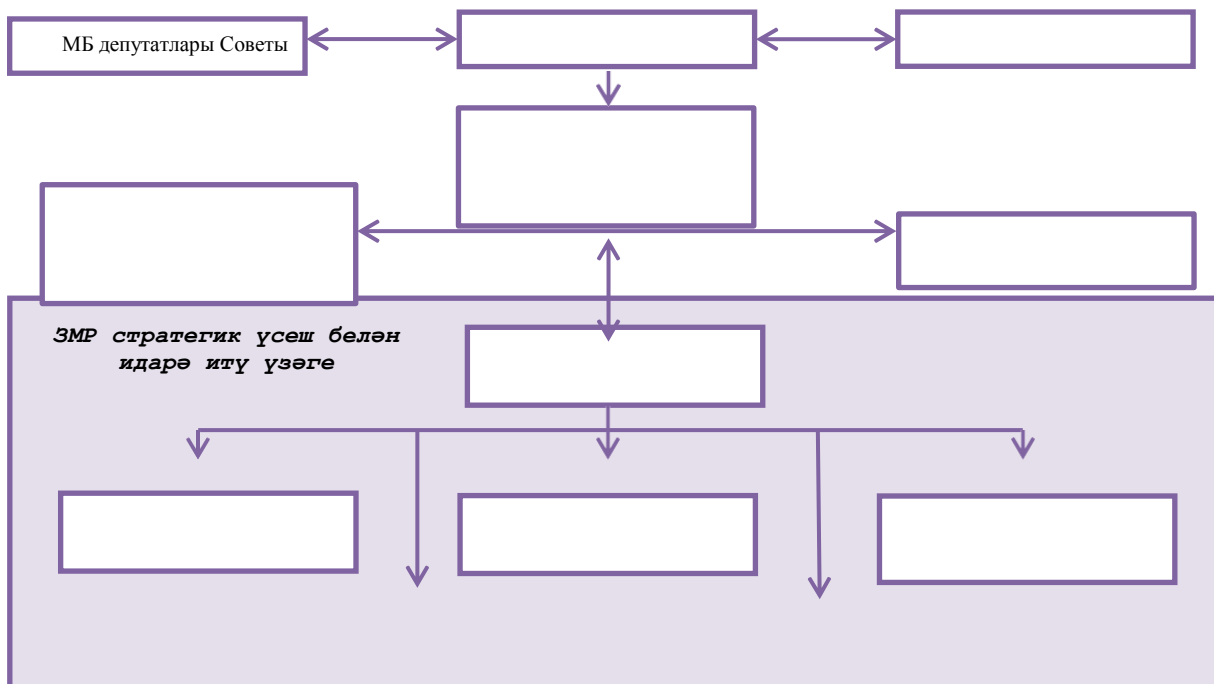 МБ депутатлары Советы
ЗМР стратегик үсеш белән
идарә итү үзәге